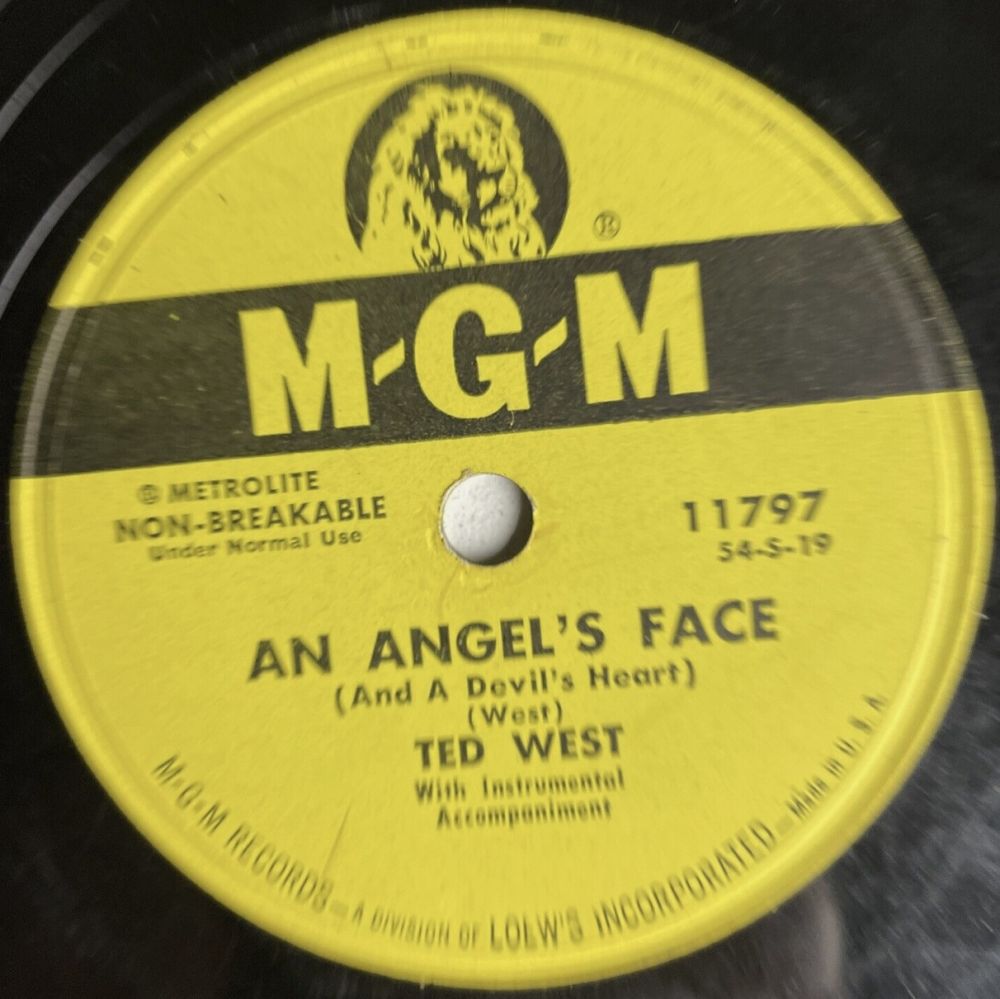 ®
M-G-M
Ⓖ METROLITE
NON-BREAKABLE
Under Normal Use
11797
54-S-19
AN ANGEL'S FACE
(And A Devil's Heart)
(West)
TED WEST
With Instrumental
Accompaniment
M-G-M RECORDS — A DIVISION OF LOEW'S INCORPORATED — Made in U. S. A.